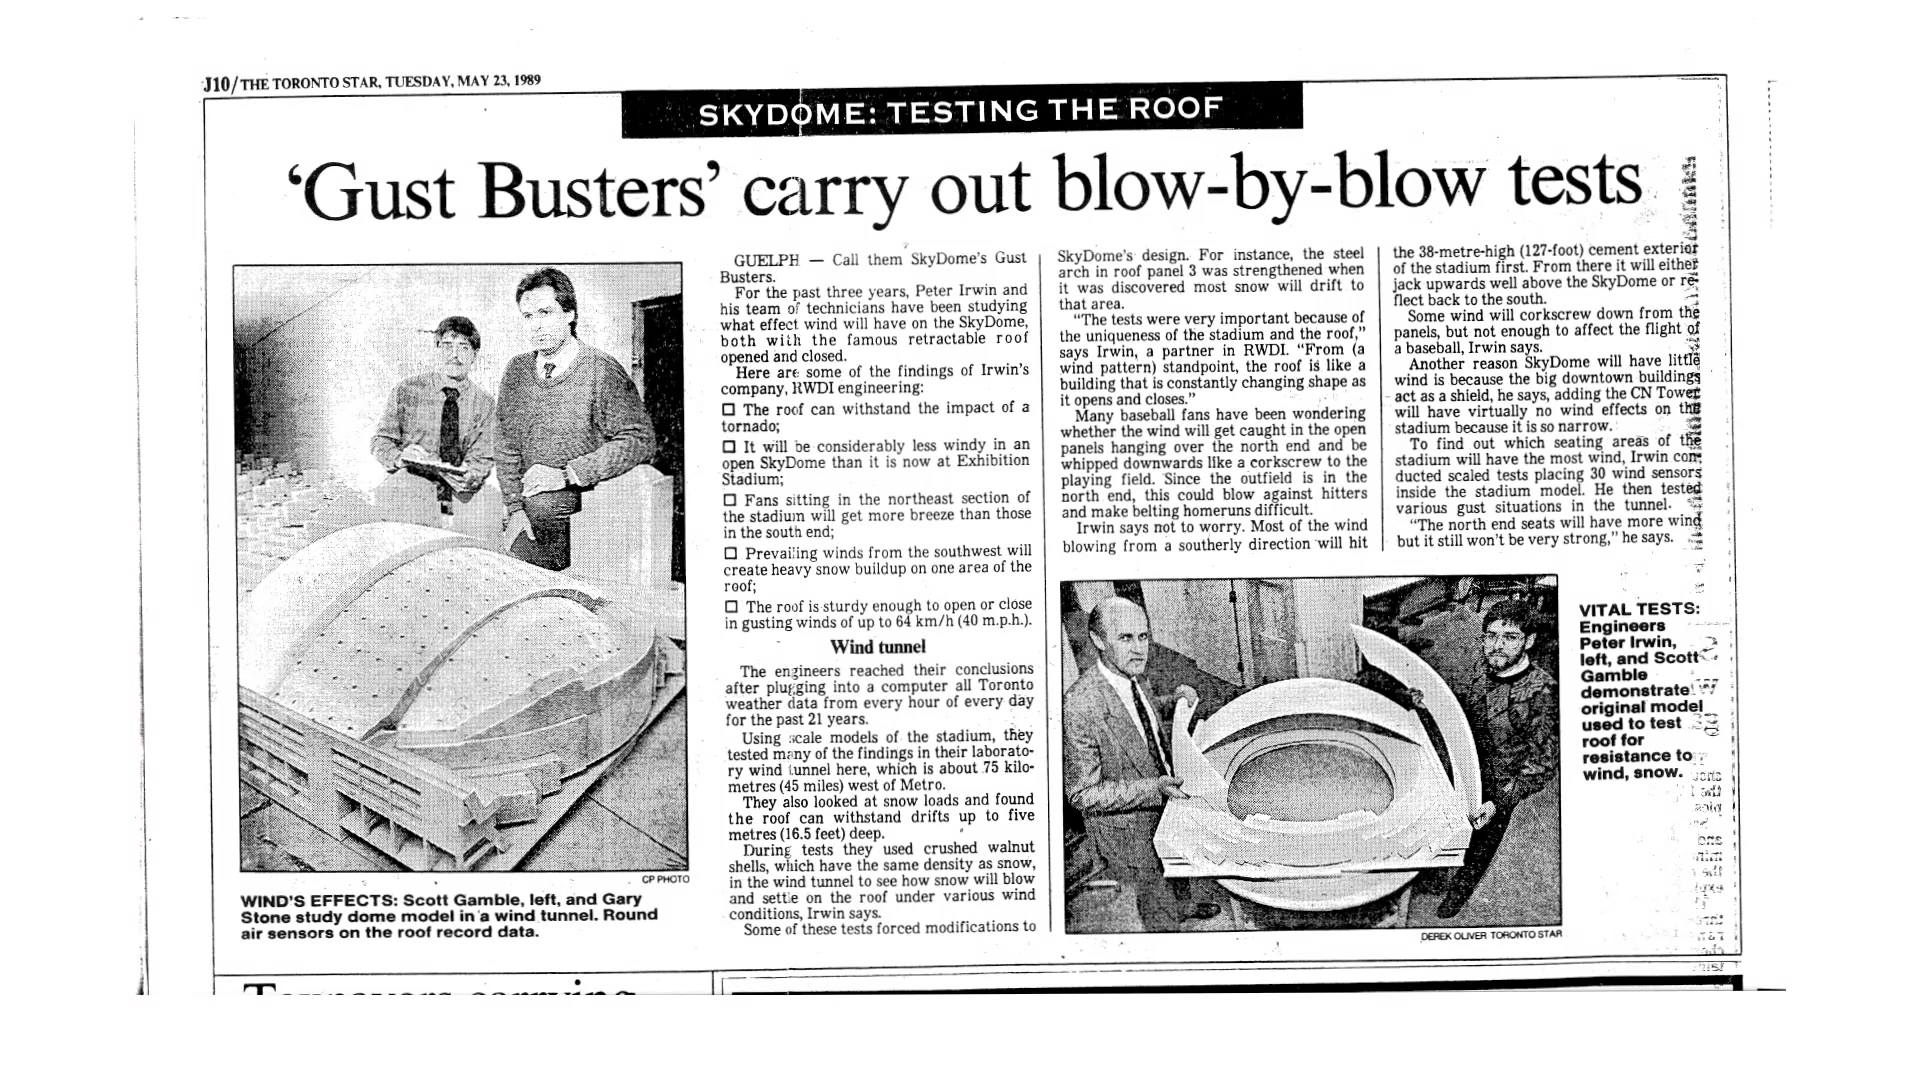 J10/THE TORONTO STAR, TUESDAY, MAY 23, 1989
SKYDOME: TESTING THE ROOF
‘Gust Busters’ carry out blow-by-blow tests
CP PHOTO
WIND'S EFFECTS: Scott Gamble, left, and Gary
Stone study dome model in a wind tunnel. Round
air sensors on the roof record data.
GUELPH — Call them SkyDome's Gust
Busters.
For the past three years, Peter Irwin and
his team of technicians have been studying
what effect wind will have on the SkyDome,
both with the famous retractable roof
opened and closed.
Here are some of the findings of Irwin's
company, RWDI engineering:
□ The roof can withstand the impact of a
tornado;
□ It will be considerably less windy in an
open SkyDome than it is now at Exhibition
Stadium;
□ Fans sitting in the northeast section of
the stadium will get more breeze than those
in the south end;
□ Prevailing winds from the southwest will
create heavy snow buildup on one area of the
roof;
□ The roof is sturdy enough to open or close
in gusting winds of up to 64 km/h (40 m.p.h.).
Wind tunnel
The engineers reached their conclusions
after plugging into a computer all Toronto
weather data from every hour of every day
for the past 21 years.
Using scale models of the stadium, they
tested many of the findings in their laborato-
ry wind tunnel here, which is about 75 kilo-
metres (45 miles) west of Metro.
They also looked at snow loads and found
the roof can withstand drifts up to five
metres (16.5 feet) deep.
During tests they used crushed walnut
shells, which have the same density as snow,
in the wind tunnel to see how snow will blow
and settle on the roof under various wind
conditions, Irwin says.
Some of these tests forced modifications to
SkyDome's design. For instance, the steel
arch in roof panel 3 was strengthened when
it was discovered most snow will drift to
that area.
“The tests were very important because of
the uniqueness of the stadium and the roof,”
says Irwin, a partner in RWDI. “From (a
wind pattern) standpoint, the roof is like a
building that is constantly changing shape as
it opens and closes.”
Many baseball fans have been wondering
whether the wind will get caught in the open
panels hanging over the north end and be
whipped downwards like a corkscrew to the
playing field. Since the outfield is in the
north end, this could blow against hitters
and make belting homeruns difficult.
Irwin says not to worry. Most of the wind
blowing from a southerly direction will hit
the 38-metre-high (127-foot) cement exterior
of the stadium first. From there it will either
jack upwards well above the SkyDome or re-
flect back to the south.
Some wind will corkscrew down from the
panels, but not enough to affect the flight of
a baseball, Irwin says.
Another reason SkyDome will have little
wind is because the big downtown buildings
act as a shield, he says, adding the CN Tower
will have virtually no wind effects on the
stadium because it is so narrow.
To find out which seating areas of the
stadium will have the most wind, Irwin con-
ducted scaled tests placing 30 wind sensors
inside the stadium model. He then tested
various gust situations in the tunnel.
“The north end seats will have more wind
but it still won't be very strong,” he says.
VITAL TESTS:
Engineers
Peter Irwin,
left, and Scott
Gamble
demonstrate
original model
used to test
roof for
resistance to
wind, snow.
DEREK OLIVER TORONTO STAR